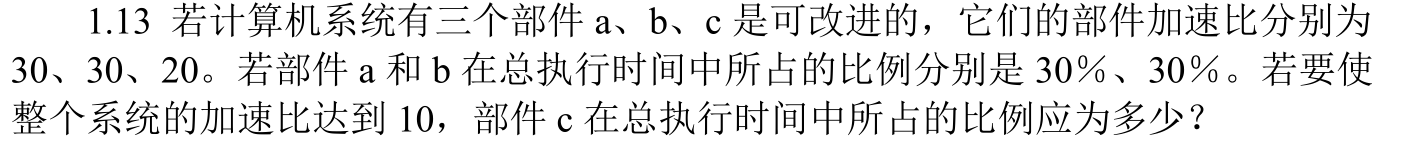 1.13 若计算机系统有三个部件 a、b、c 是可改进的，它们的部件加速比分别为
30、30、20。若部件 a 和 b 在总执行时间中所占的比例分别是 30％、30％。若要使
整个系统的加速比达到 10，部件 c 在总执行时间中所占的比例应为多少？